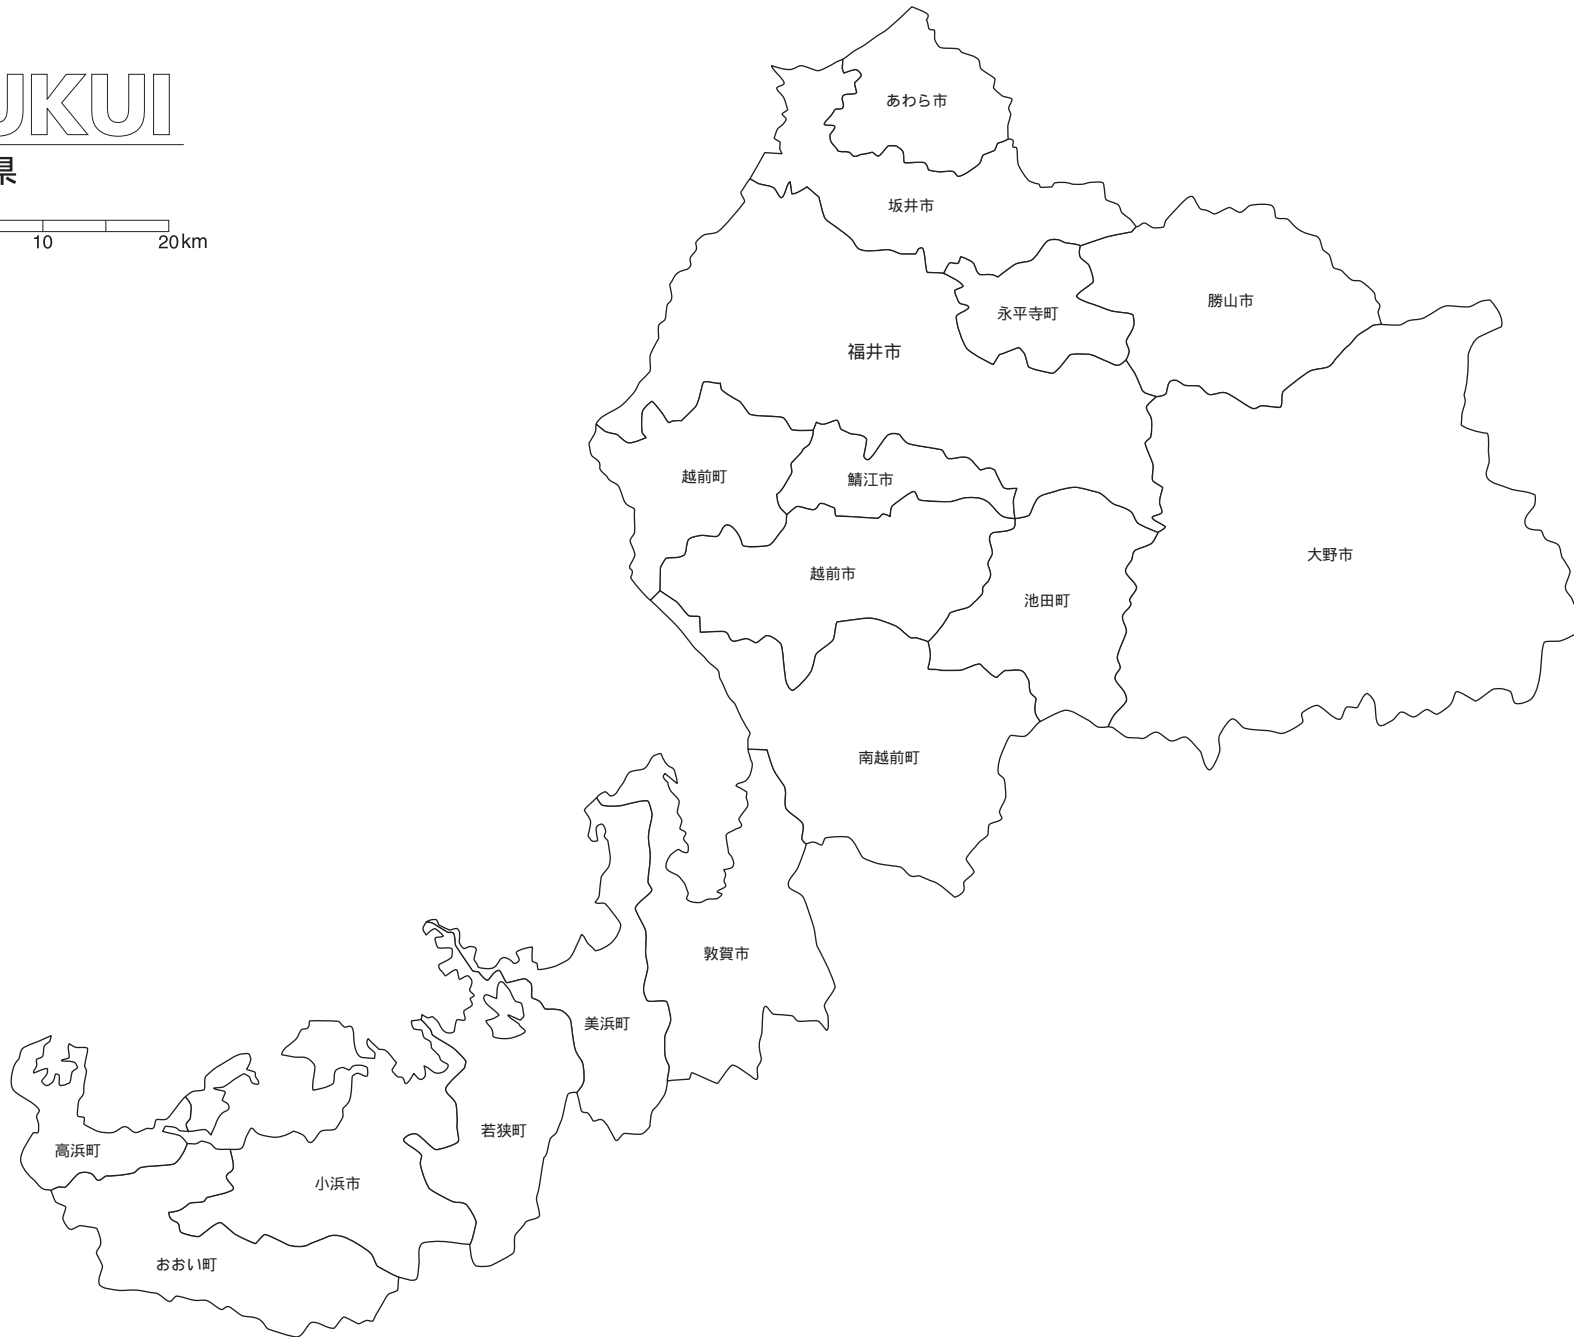 UKUI
県
10
20km
あわら市
坂井市
勝山市
永平寺町
福井市
越前町
鯖江市
大野市
越前市
池田町
南越前町
敦賀市
美浜町
若狭町
高浜町
小浜市
おおい町